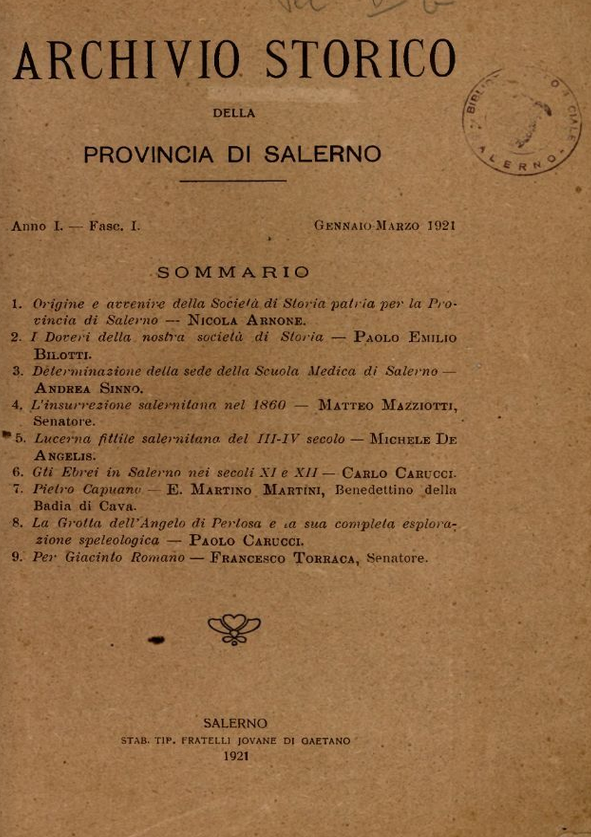 ARCHIVIO STORICO
DELLA
PROVINCIA DI SALERNO
Anno I. — Fasc. I. GENNAIO-MARZO 1921
SOMMARIO
1. Origine e avvenire della Società di Storia patria per la Pro-
vincia di Salerno — NICOLA ARNONE.
2. I Doveri della nostra società di Storia — PAOLO EMILIO
BILOTTI.
3. Determinazione della sede della Scuola Medica di Salerno —
ANDREA SINNO.
4. L'insurrezione salernitana nel 1860 — MATTEO MAZZIOTTI,
Senatore.
5. Lucerna fittile salernitana del III-IV secolo — MICHELE DE
ANGELIS.
6. Gti Ebrei in Salerno nei secoli XI e XII — CARLO CARUCCI.
7. Pietro Capuano — E. MARTINO MARTINI, Benedettino della
Badia di Cava.
8. La Grotta dell'Angelo di Pertosa e la sua completa esplora-
zione speleologica — PAOLO CARUCCI.
9. Per Giacinto Romano — FRANCESCO TORRACA, Senatore.
SALERNO
STAB. TIP. FRATELLI JOVANE DI GAETANO
1921
SALERNO